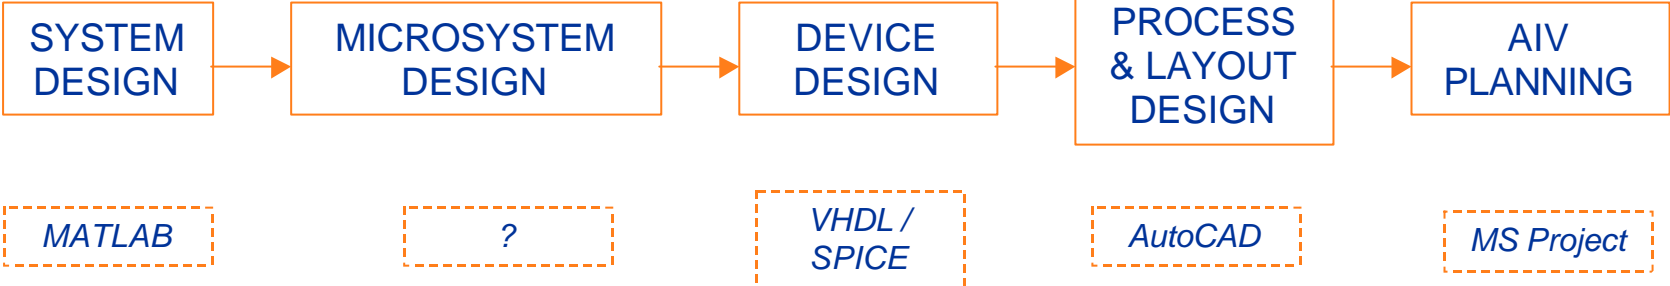 SYSTEM
DESIGN
MICROSYSTEM
DESIGN
DEVICE
DESIGN
PROCESS
& LAYOUT
DESIGN
AIV
PLANNING
MATLAB
?
VHDL /
SPICE
AutoCAD
MS Project